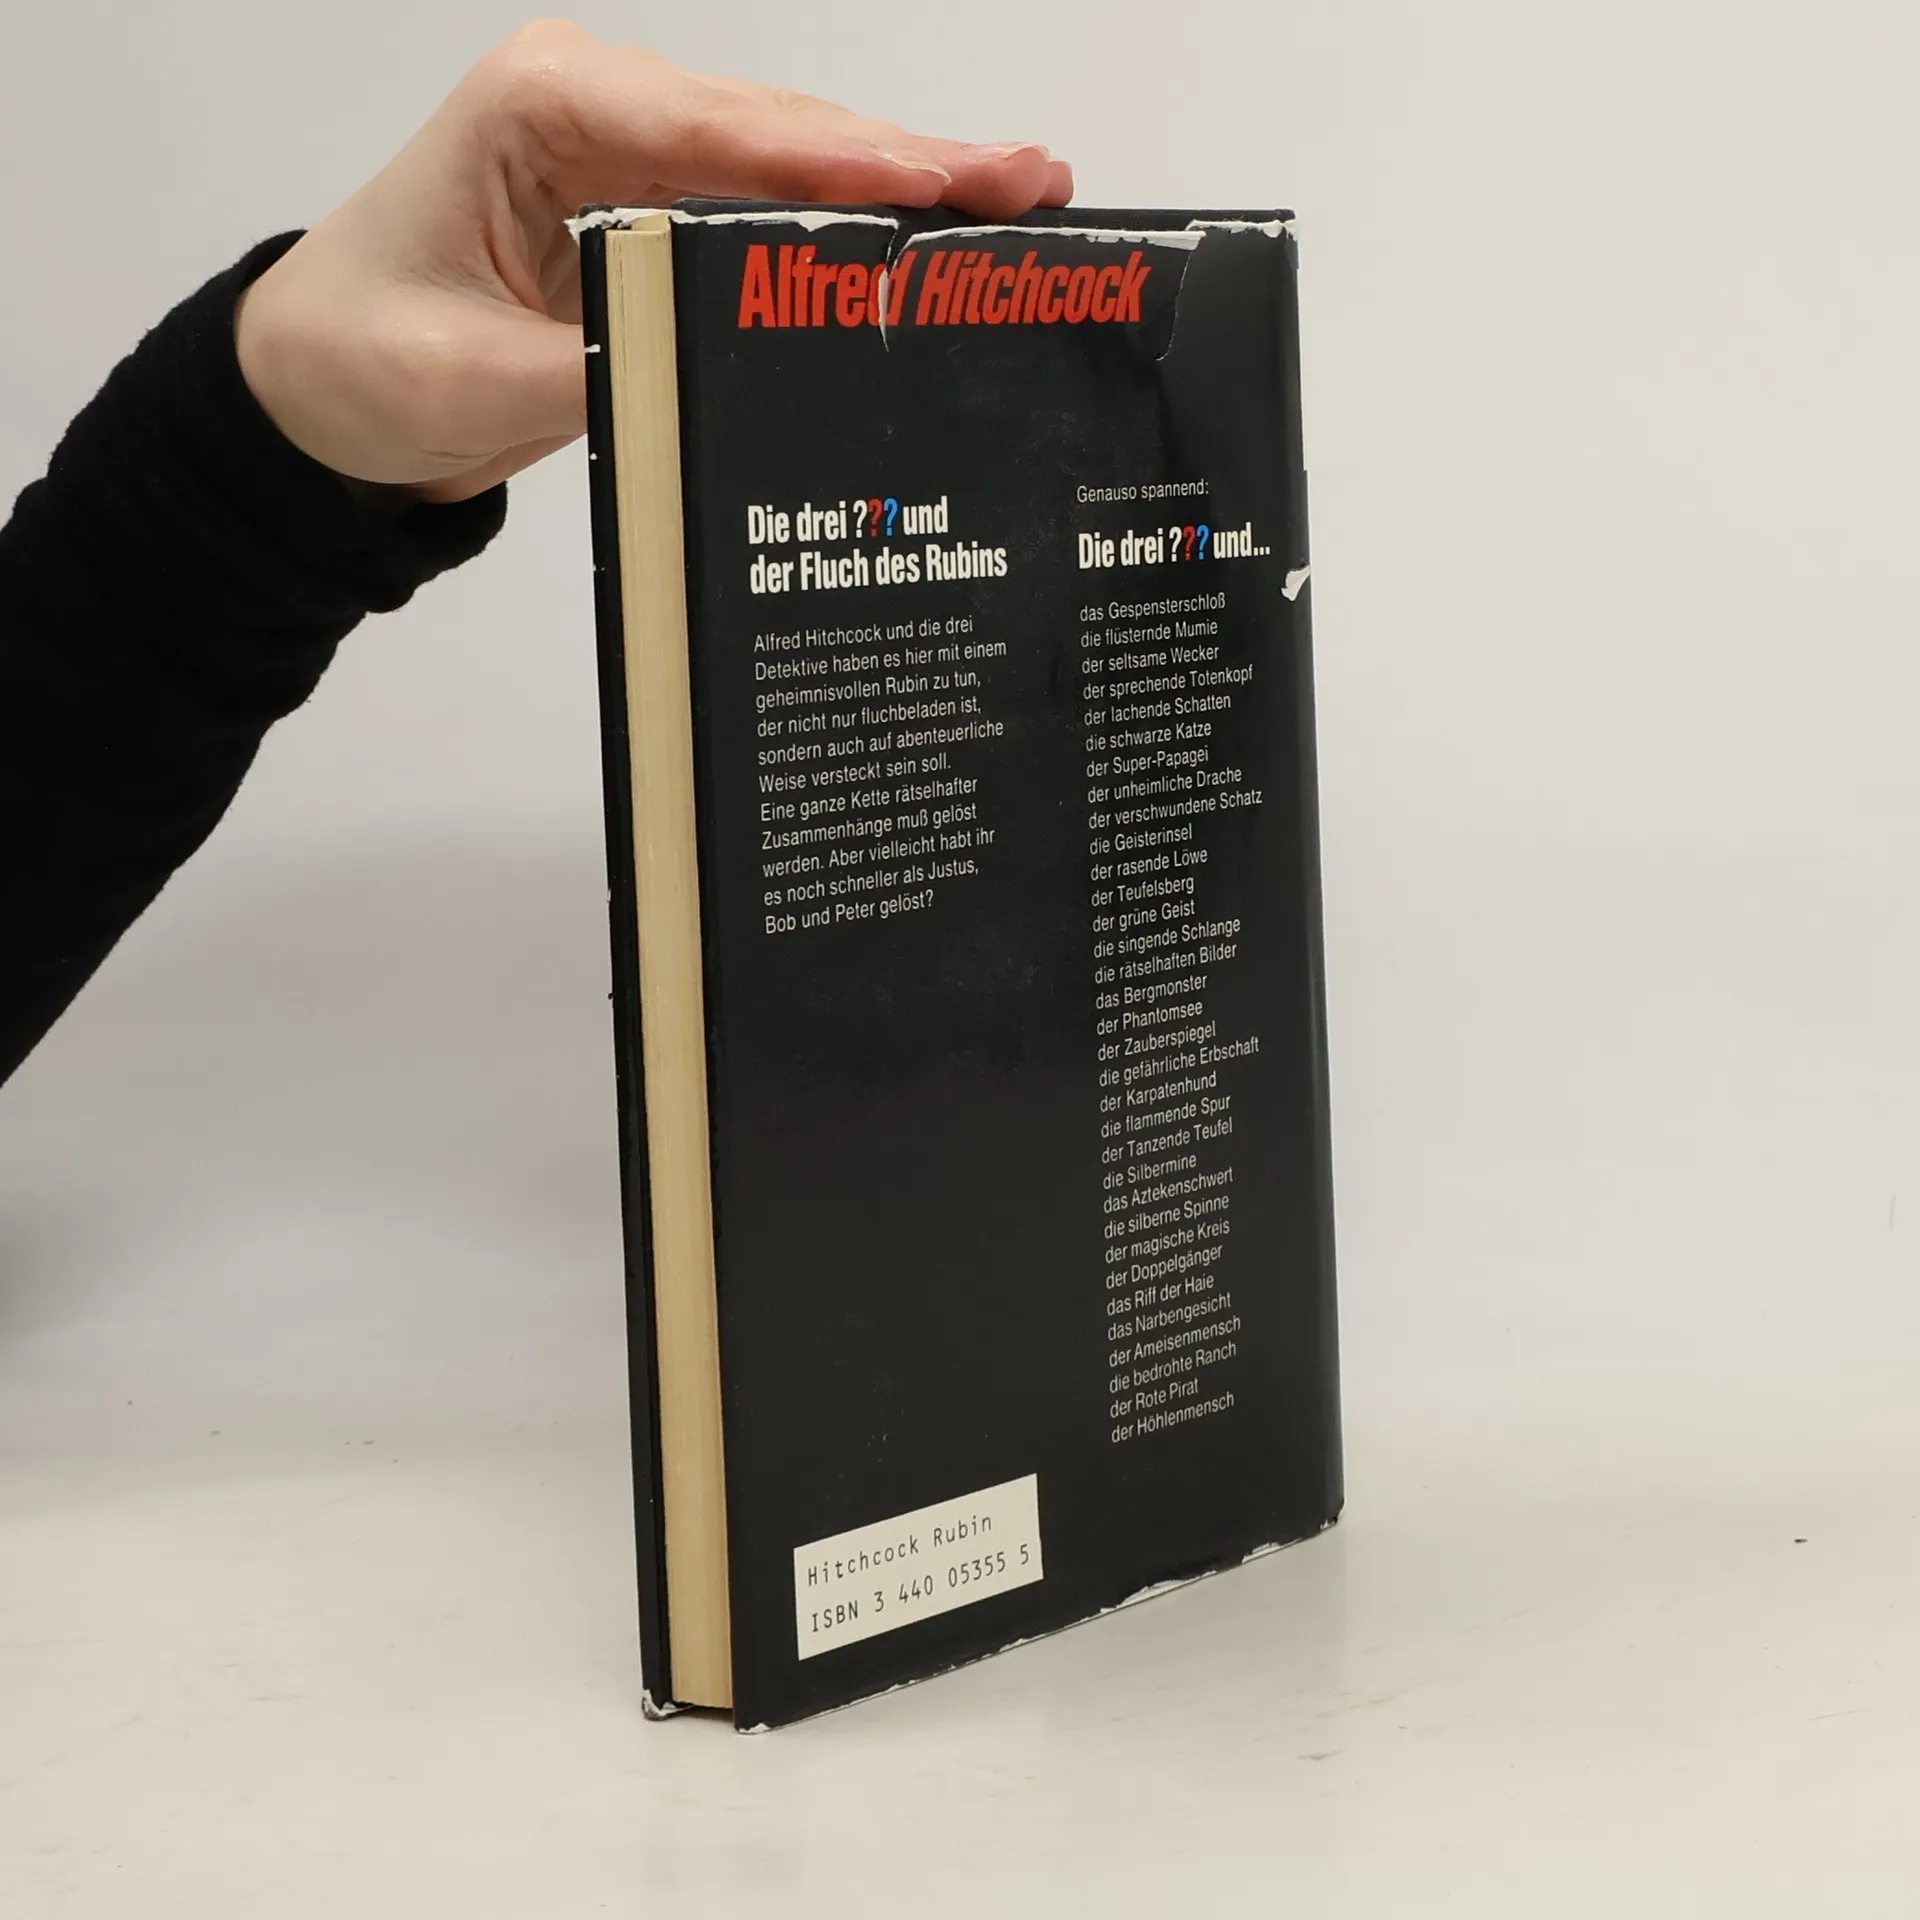 Alfred Hitchcock
Die drei ??? und
der Fluch des Rubins
Alfred Hitchcock und die drei
Detektive haben es hier mit einem
geheimnisvollen Rubin zu tun,
der nicht nur fluchbeladen ist,
sondern auch auf abenteuerliche
Weise versteckt sein soll.
Eine ganze Kette rätselhafter
Zusammenhänge muß gelöst
werden. Aber vielleicht habt ihr
es noch schneller als Justus,
Bob und Peter gelöst?
Genauso spannend:
Die drei ??? und...
das Gespensterschloß
die flüsternde Mumie
der seltsame Wecker
der sprechende Totenkopf
der lachende Schatten
die schwarze Katze
der Super-Papagei
der unheimliche Drache
der verschwundene Schatz
die Geisterinsel
der rasende Löwe
der Teufelsberg
der grüne Geist
die singende Schlange
die rätselhaften Bilder
das Bergmonster
der Phantomsee
der Zauberspiegel
die gefährliche Erbschaft
der Karpatenhund
die flammende Spur
der Tanzende Teufel
die Silbermine
das Aztekenschwert
die silberne Spinne
der magische Kreis
der Doppelgänger
das Riff der Haie
das Narbengesicht
der Ameisenmensch
die bedrohte Ranch
der Rote Pirat
der Höhlenmensch
Hitchcock Rubin
ISBN 3 440 05355 5